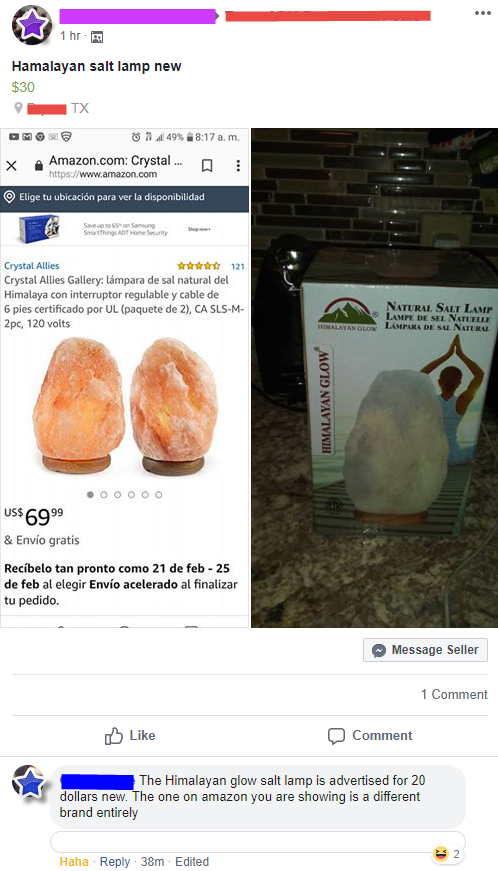 1 hr ·
Hamalayan salt lamp new
$30
TX
49% 8:17 a. m.
Amazon.com: Crystal ...
https://www.amazon.com
Elige tu ubicación para ver la disponibilidad
Save up to 65% on Samsung
SmartThings ADT Home Security
Shop now ›
Crystal Allies
121
Crystal Allies Gallery: lámpara de sal natural del
Himalaya con interruptor regulable y cable de
6 pies certificado por UL (paquete de 2), CA SLS-M-
2pc, 120 volts
US$69⁹⁹
& Envío gratis
Recíbelo tan pronto como 21 de feb - 25
de feb al elegir Envío acelerado al finalizar
tu pedido.
HIMALAYAN GLOW
®
NATURAL SALT LAMP
LAMPE DE SEL NATUELLE
LÁMPARA DE SAL NATURAL
HIMALAYAN GLOW
Message Seller
1 Comment
Like
Comment
The Himalayan glow salt lamp is advertised for 20
dollars new. The one on amazon you are showing is a different
brand entirely
2
Haha · Reply · 38m · Edited